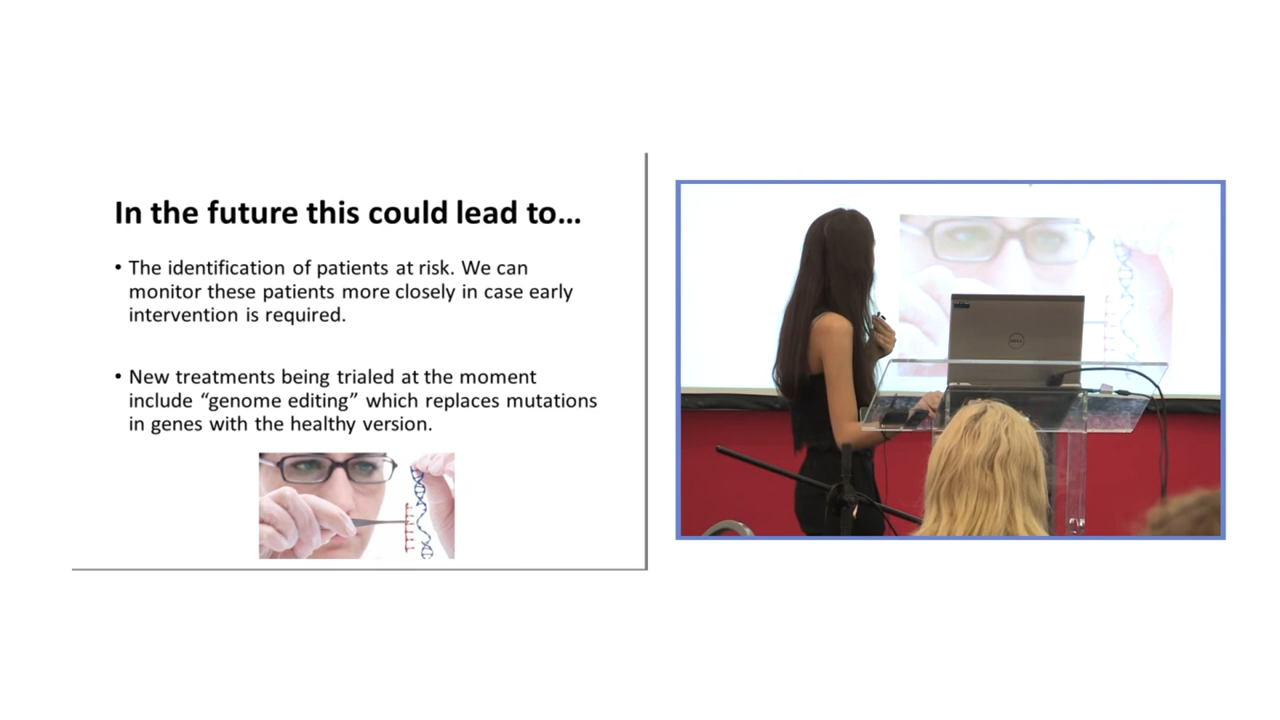 In the future this could lead to...
• The identification of patients at risk. We can
monitor these patients more closely in case early
intervention is required.
• New treatments being trialed at the moment
include “genome editing” which replaces mutations
in genes with the healthy version.
DELL